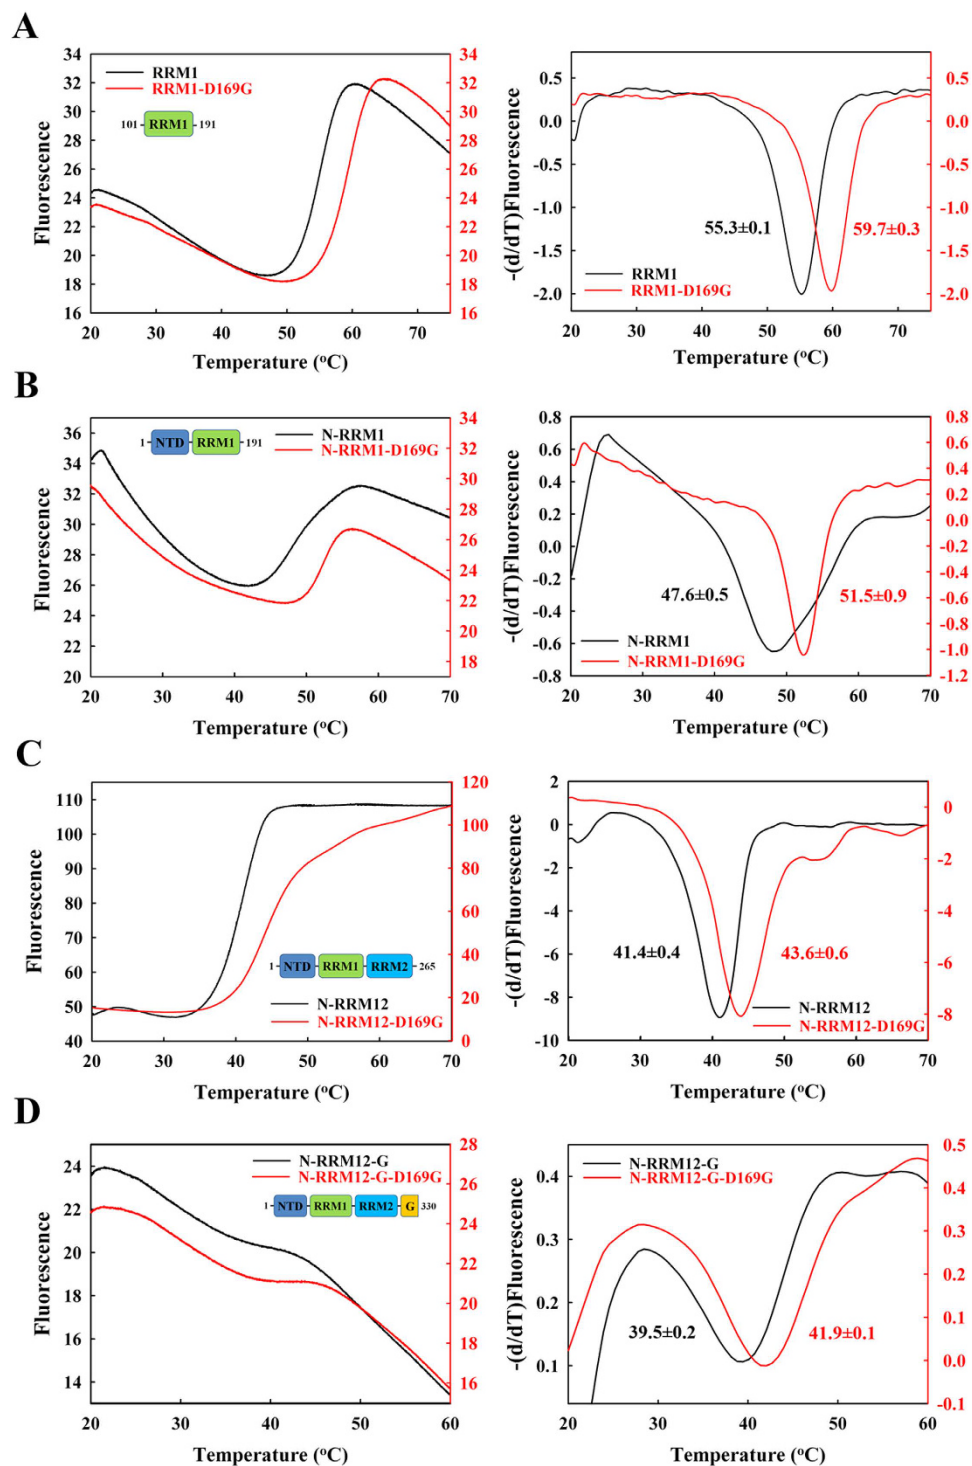 A
Fluorescence
34
32
30
28
26
24
22
20
18
16
RRM1
RRM1-D169G
101 RRM1 191
34
32
30
28
26
24
22
20
18
16
20 30 40 50 60 70
Temperature (oC)
-(d/dT)Fluorescence
0.5
0.0
-0.5
-1.0
-1.5
-2.0
55.3±0.1
59.7±0.3
RRM1
RRM1-D169G
0.5
0.0
-0.5
-1.0
-1.5
-2.0
20 30 40 50 60 70
Temperature (oC)
B
Fluorescence
36
34
32
30
28
26
24
22
20
1 NTD RRM1 191
N-RRM1
N-RRM1-D169G
34
32
30
28
26
24
22
20
18
20 30 40 50 60 70
Temperature (oC)
-(d/dT)Fluorescence
0.8
0.6
0.4
0.2
0.0
-0.2
-0.4
-0.6
-0.8
47.6±0.5
51.5±0.9
N-RRM1
N-RRM1-D169G
0.8
0.6
0.4
0.2
0.0
-0.2
-0.4
-0.6
-0.8
-1.0
-1.2
20 30 40 50 60 70
Temperature (oC)
C
Fluorescence
110
100
90
80
70
60
50
40
1 NTD RRM1 RRM2 265
N-RRM12
N-RRM12-D169G
120
100
80
60
40
20
0
20 30 40 50 60 70
Temperature (oC)
-(d/dT)Fluorescence
2
0
-2
-4
-6
-8
-10
41.4±0.4
43.6±0.6
N-RRM12
N-RRM12-D169G
0
-2
-4
-6
-8
20 30 40 50 60 70
Temperature (oC)
D
Fluorescence
24
22
20
18
16
14
N-RRM12-G
N-RRM12-G-D169G
1 NTD RRM1 RRM2 G 330
28
26
24
22
20
18
16
20 30 40 50 60
Temperature (oC)
-(d/dT)Fluorescence
0.4
0.3
0.2
0.1
N-RRM12-G
N-RRM12-G-D169G
39.5±0.2
41.9±0.1
0.5
0.4
0.3
0.2
0.1
0.0
-0.1
20 30 40 50 60
Temperature (oC)